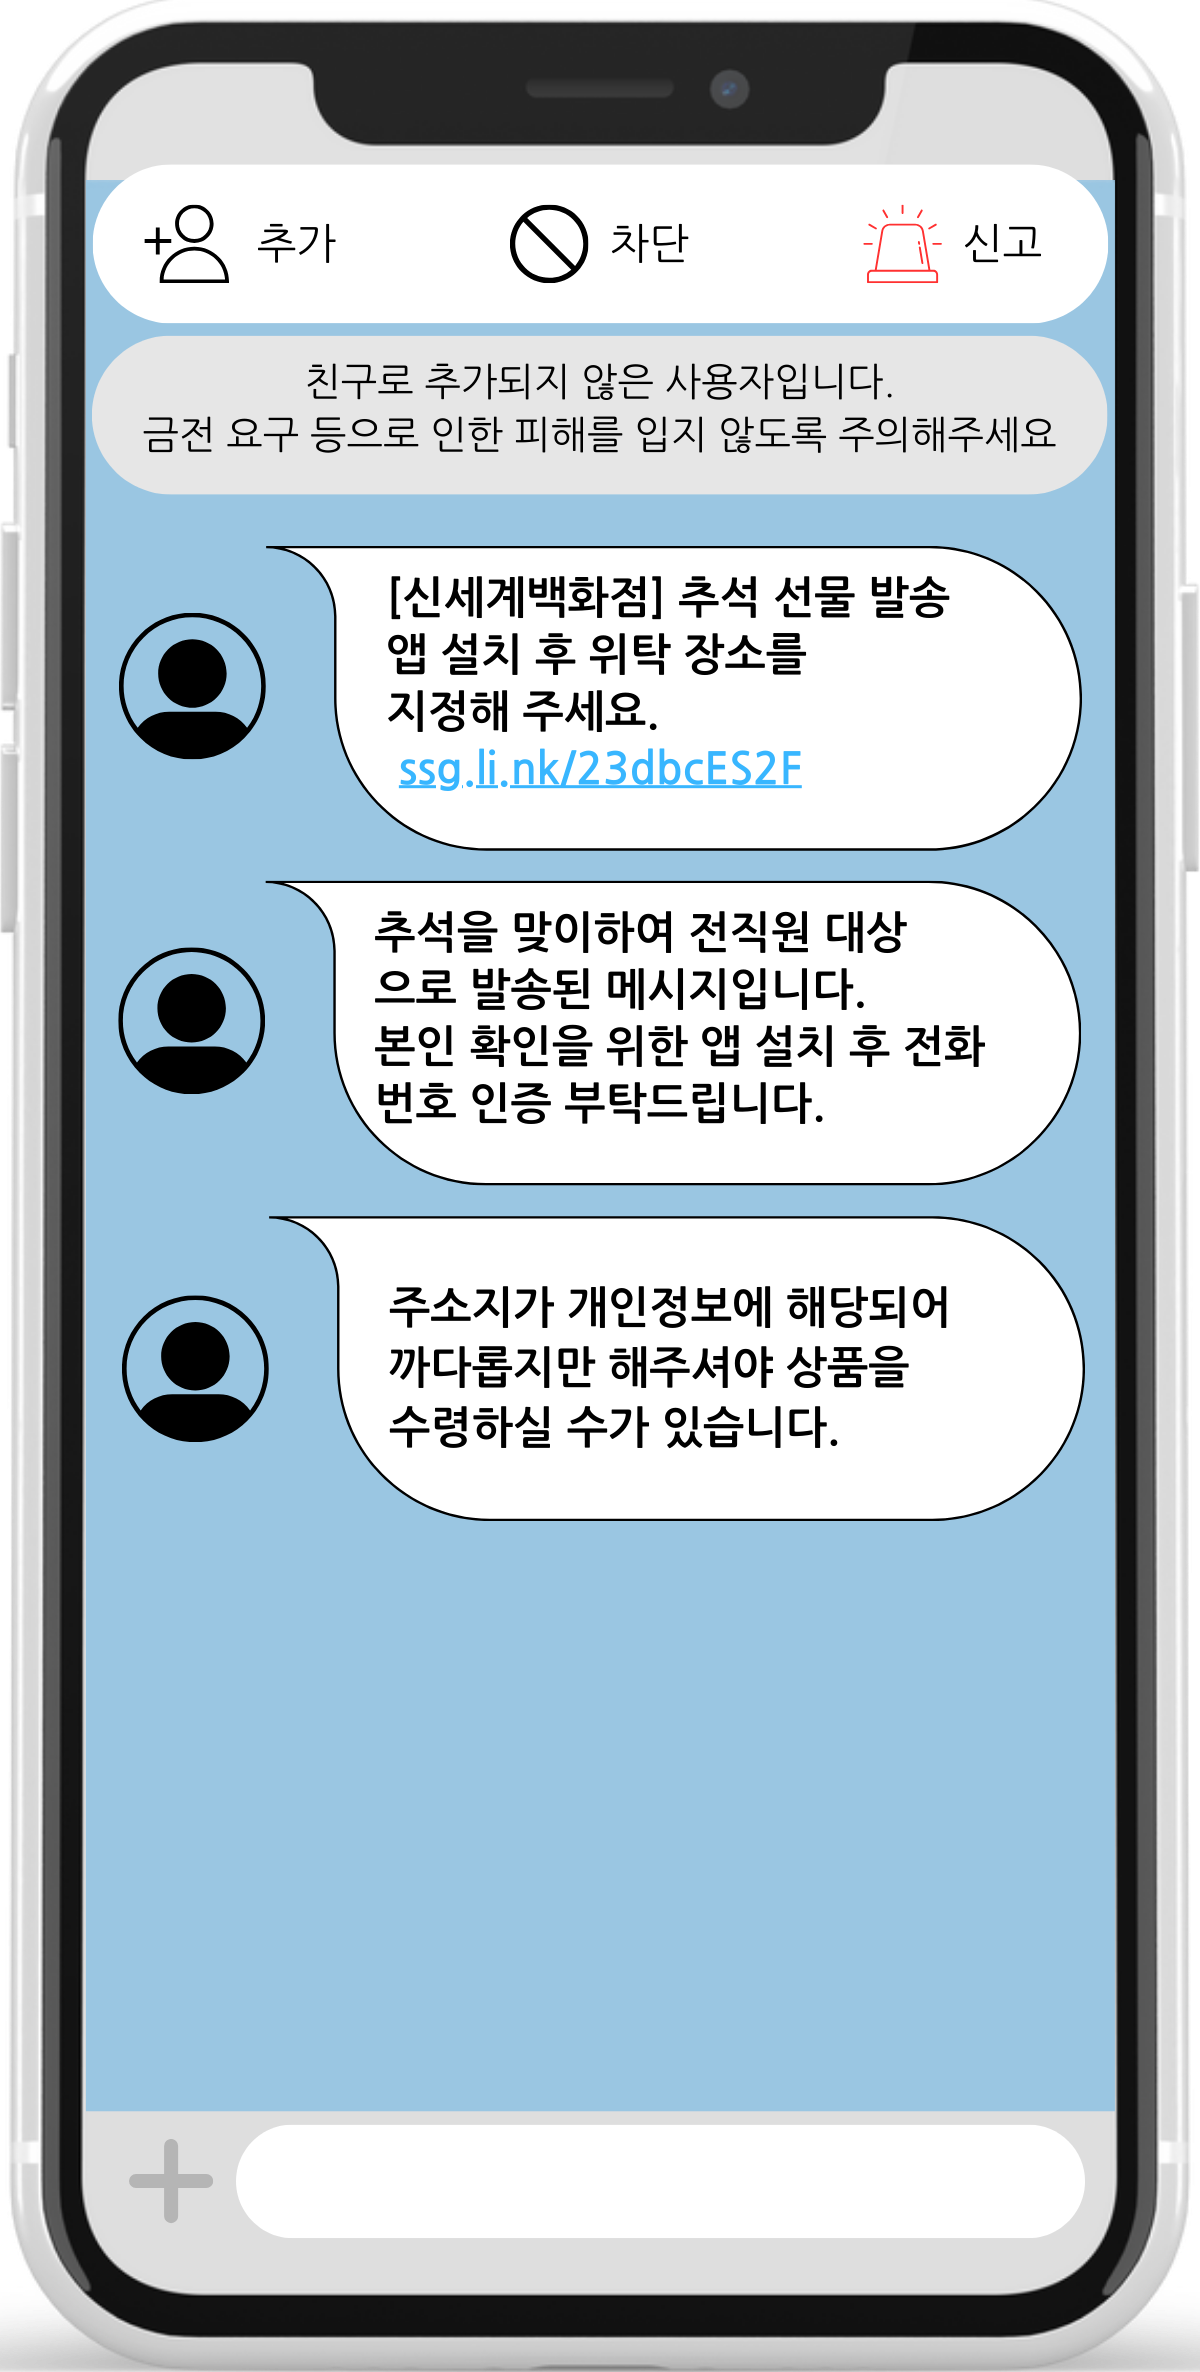 추가 차단 신고
친구로 추가되지 않은 사용자입니다.
금전 요구 등으로 인한 피해를 입지 않도록 주의해주세요
[신세계백화점] 추석 선물 발송
앱 설치 후 위탁 장소를
지정해 주세요.
ssg.li.nk/23dbcES2F
추석을 맞이하여 전직원 대상
으로 발송된 메시지입니다.
본인 확인을 위한 앱 설치 후 전화
번호 인증 부탁드립니다.
주소지가 개인정보에 해당되어
까다롭지만 해주셔야 상품을
수령하실 수가 있습니다.